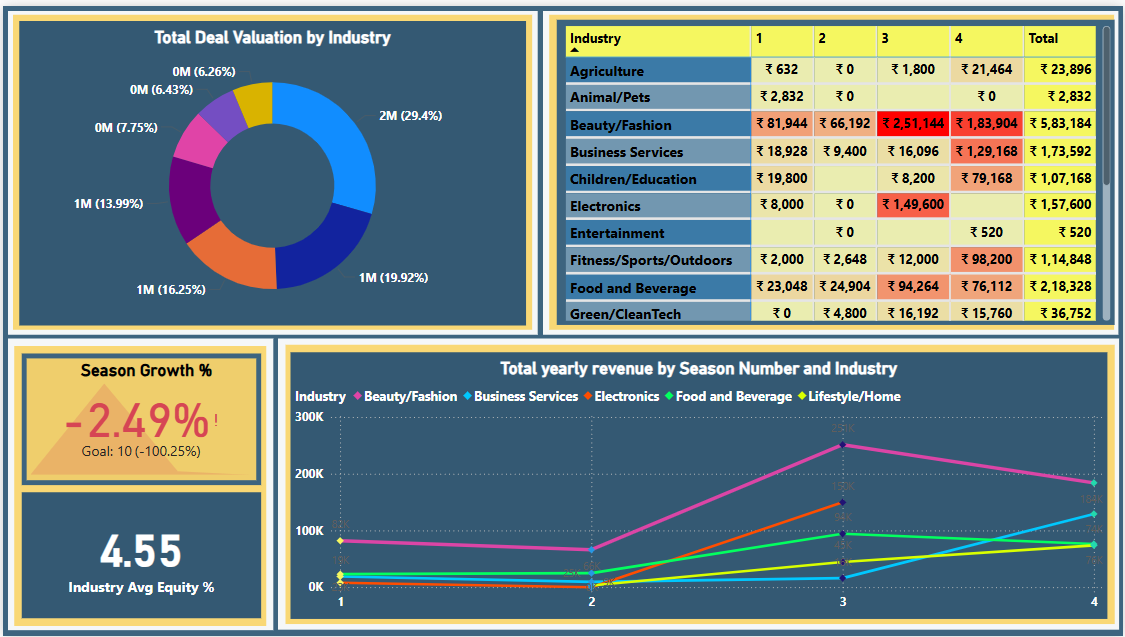 Total Deal Valuation by Industry
0M (6.26%)
0M (6.43%)
0M (7.75%)
2M (29.4%)
1M (13.99%)
1M (19.92%)
1M (16.25%)
Industry 1 2 3 4 Total
Agriculture ₹ 632 ₹ 0 ₹ 1,800 ₹ 21,464 ₹ 23,896
Animal/Pets ₹ 2,832 ₹ 0 ₹ 0 ₹ 2,832
Beauty/Fashion ₹ 81,944 ₹ 66,192 ₹ 2,51,144 ₹ 1,83,904 ₹ 5,83,184
Business Services ₹ 18,928 ₹ 9,400 ₹ 16,096 ₹ 1,29,168 ₹ 1,73,592
Children/Education ₹ 19,800 ₹ 8,200 ₹ 79,168 ₹ 1,07,168
Electronics ₹ 8,000 ₹ 0 ₹ 1,49,600 ₹ 1,57,600
Entertainment ₹ 0 ₹ 520 ₹ 520
Fitness/Sports/Outdoors ₹ 2,000 ₹ 2,648 ₹ 12,000 ₹ 98,200 ₹ 1,14,848
Food and Beverage ₹ 23,048 ₹ 24,904 ₹ 94,264 ₹ 76,112 ₹ 2,18,328
Green/CleanTech ₹ 0 ₹ 4,800 ₹ 16,192 ₹ 15,760 ₹ 36,752
Season Growth %
-2.49%!
Goal: 10 (-100.25%)
4.55
Industry Avg Equity %
Total yearly revenue by Season Number and Industry
Industry Beauty/Fashion Business Services Electronics Food and Beverage Lifestyle/Home
300K
200K
100K
0K
1 2 3 4